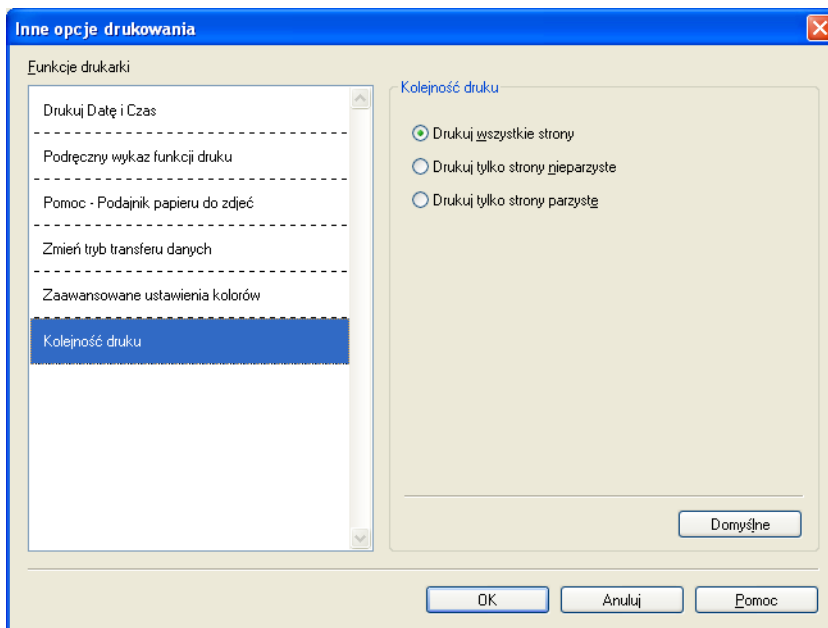 Inne opcje drukowania
Funkcje drukarki
Drukuj Datę i Czas
Podręczny wykaz funkcji druku
Pomoc - Podajnik papieru do zdjeć
Zmień tryb transferu danych
Zaawansowane ustawienia kolorów
Kolejność druku
Kolejność druku
Drukuj wszystkie strony
Drukuj tylko strony nieparzyste
Drukuj tylko strony parzyste
Domyślne
OK Anuluj Pomoc